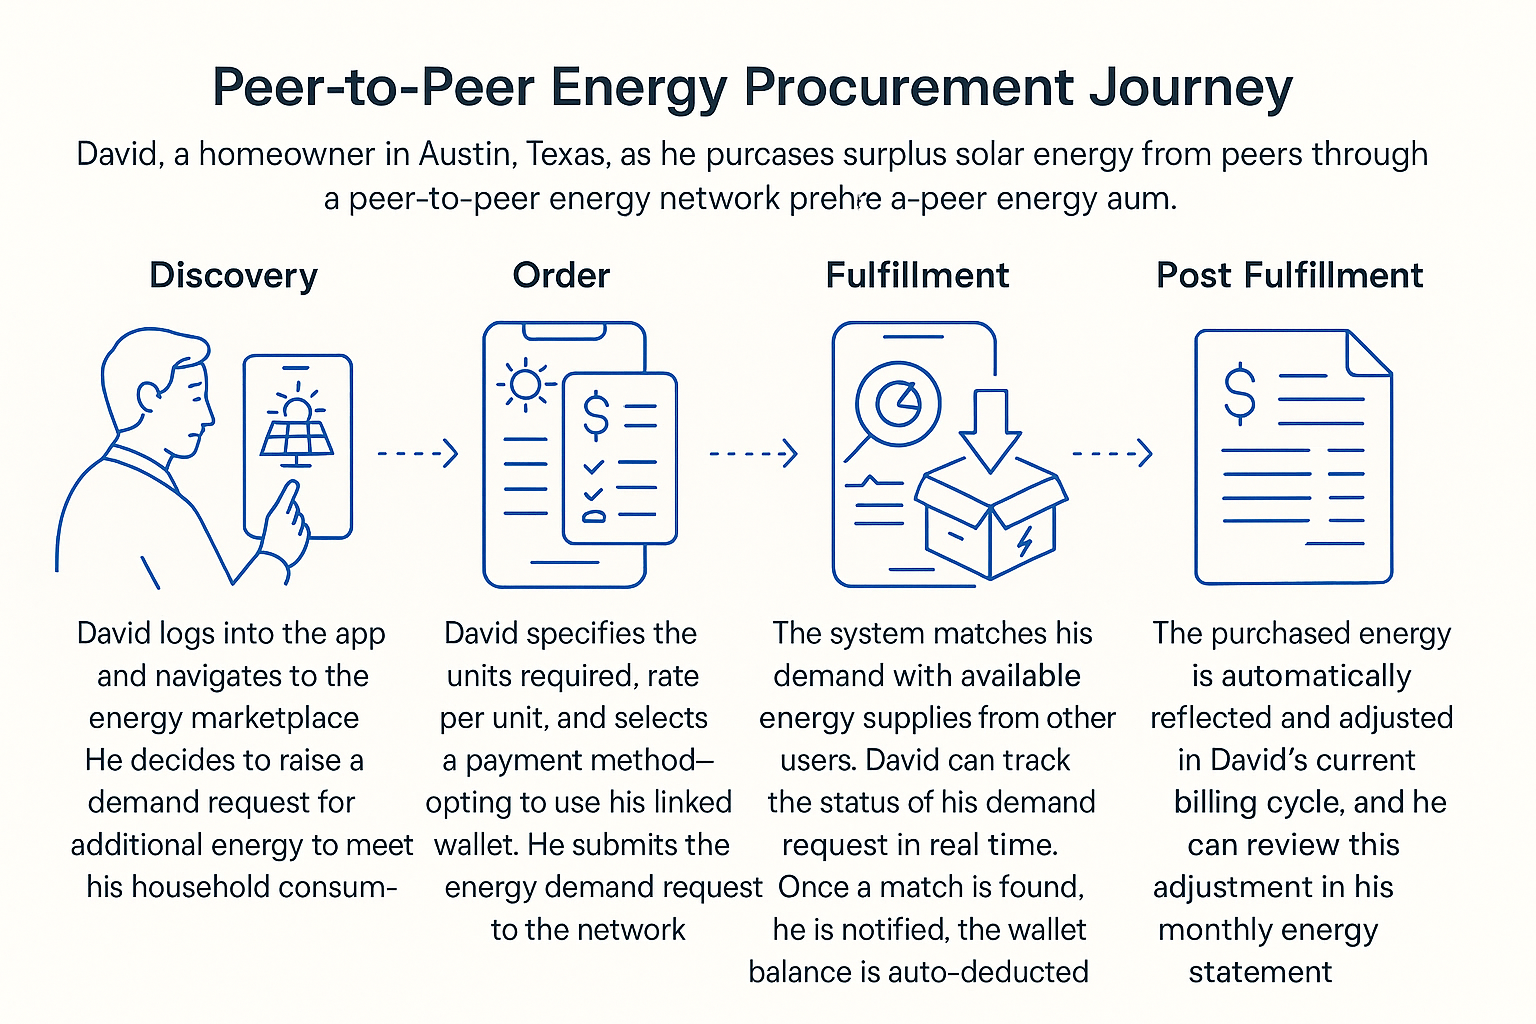 Peer-to-Peer Energy Procurement Journey
David, a homeowner in Austin, Texas, as he purcases surplus solar energy from peers through
a peer-to-peer energy network prehre a-peer energy aum.
Discovery
Order
Fulfillment
Post Fulfillment
$
$
David logs into the app
and navigates to the
energy marketplace
He decides to raise a
demand request for
additional energy to meet
his household consum-
David specifies the
units required, rate
per unit, and selects
a payment method—
opting to use his linked
wallet. He submits the
energy demand request
to the network
The system matches his
demand with available
energy supplies from other
users. David can track
the status of his demand
request in real time.
Once a match is found,
he is notified, the wallet
balance is auto-deducted
The purchased energy
is automatically
reflected and adjusted
in David's current
billing cycle, and he
can review this
adjustment in his
monthly energy
statement